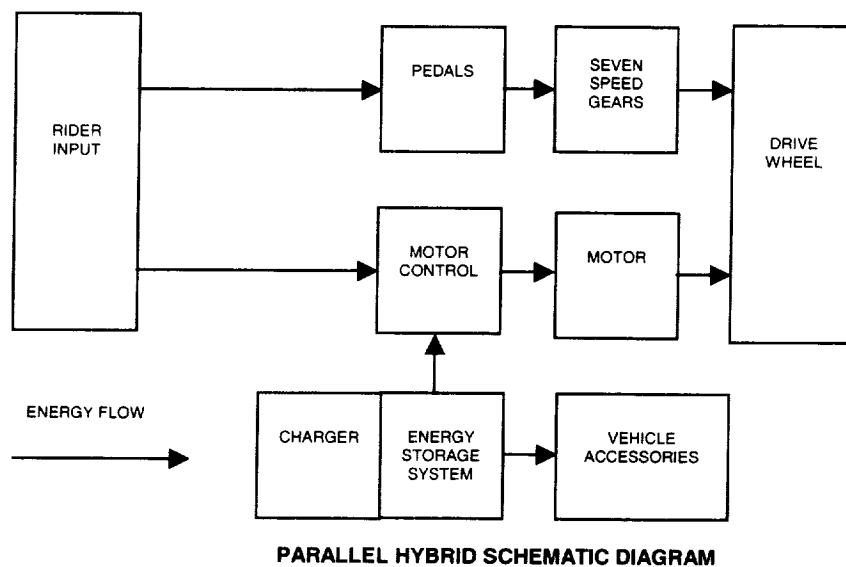 RIDER
INPUT
PEDALS
SEVEN
SPEED
GEARS
DRIVE
WHEEL
MOTOR
CONTROL
MOTOR
ENERGY FLOW
CHARGER
ENERGY
STORAGE
SYSTEM
VEHICLE
ACCESSORIES
PARALLEL HYBRID SCHEMATIC DIAGRAM